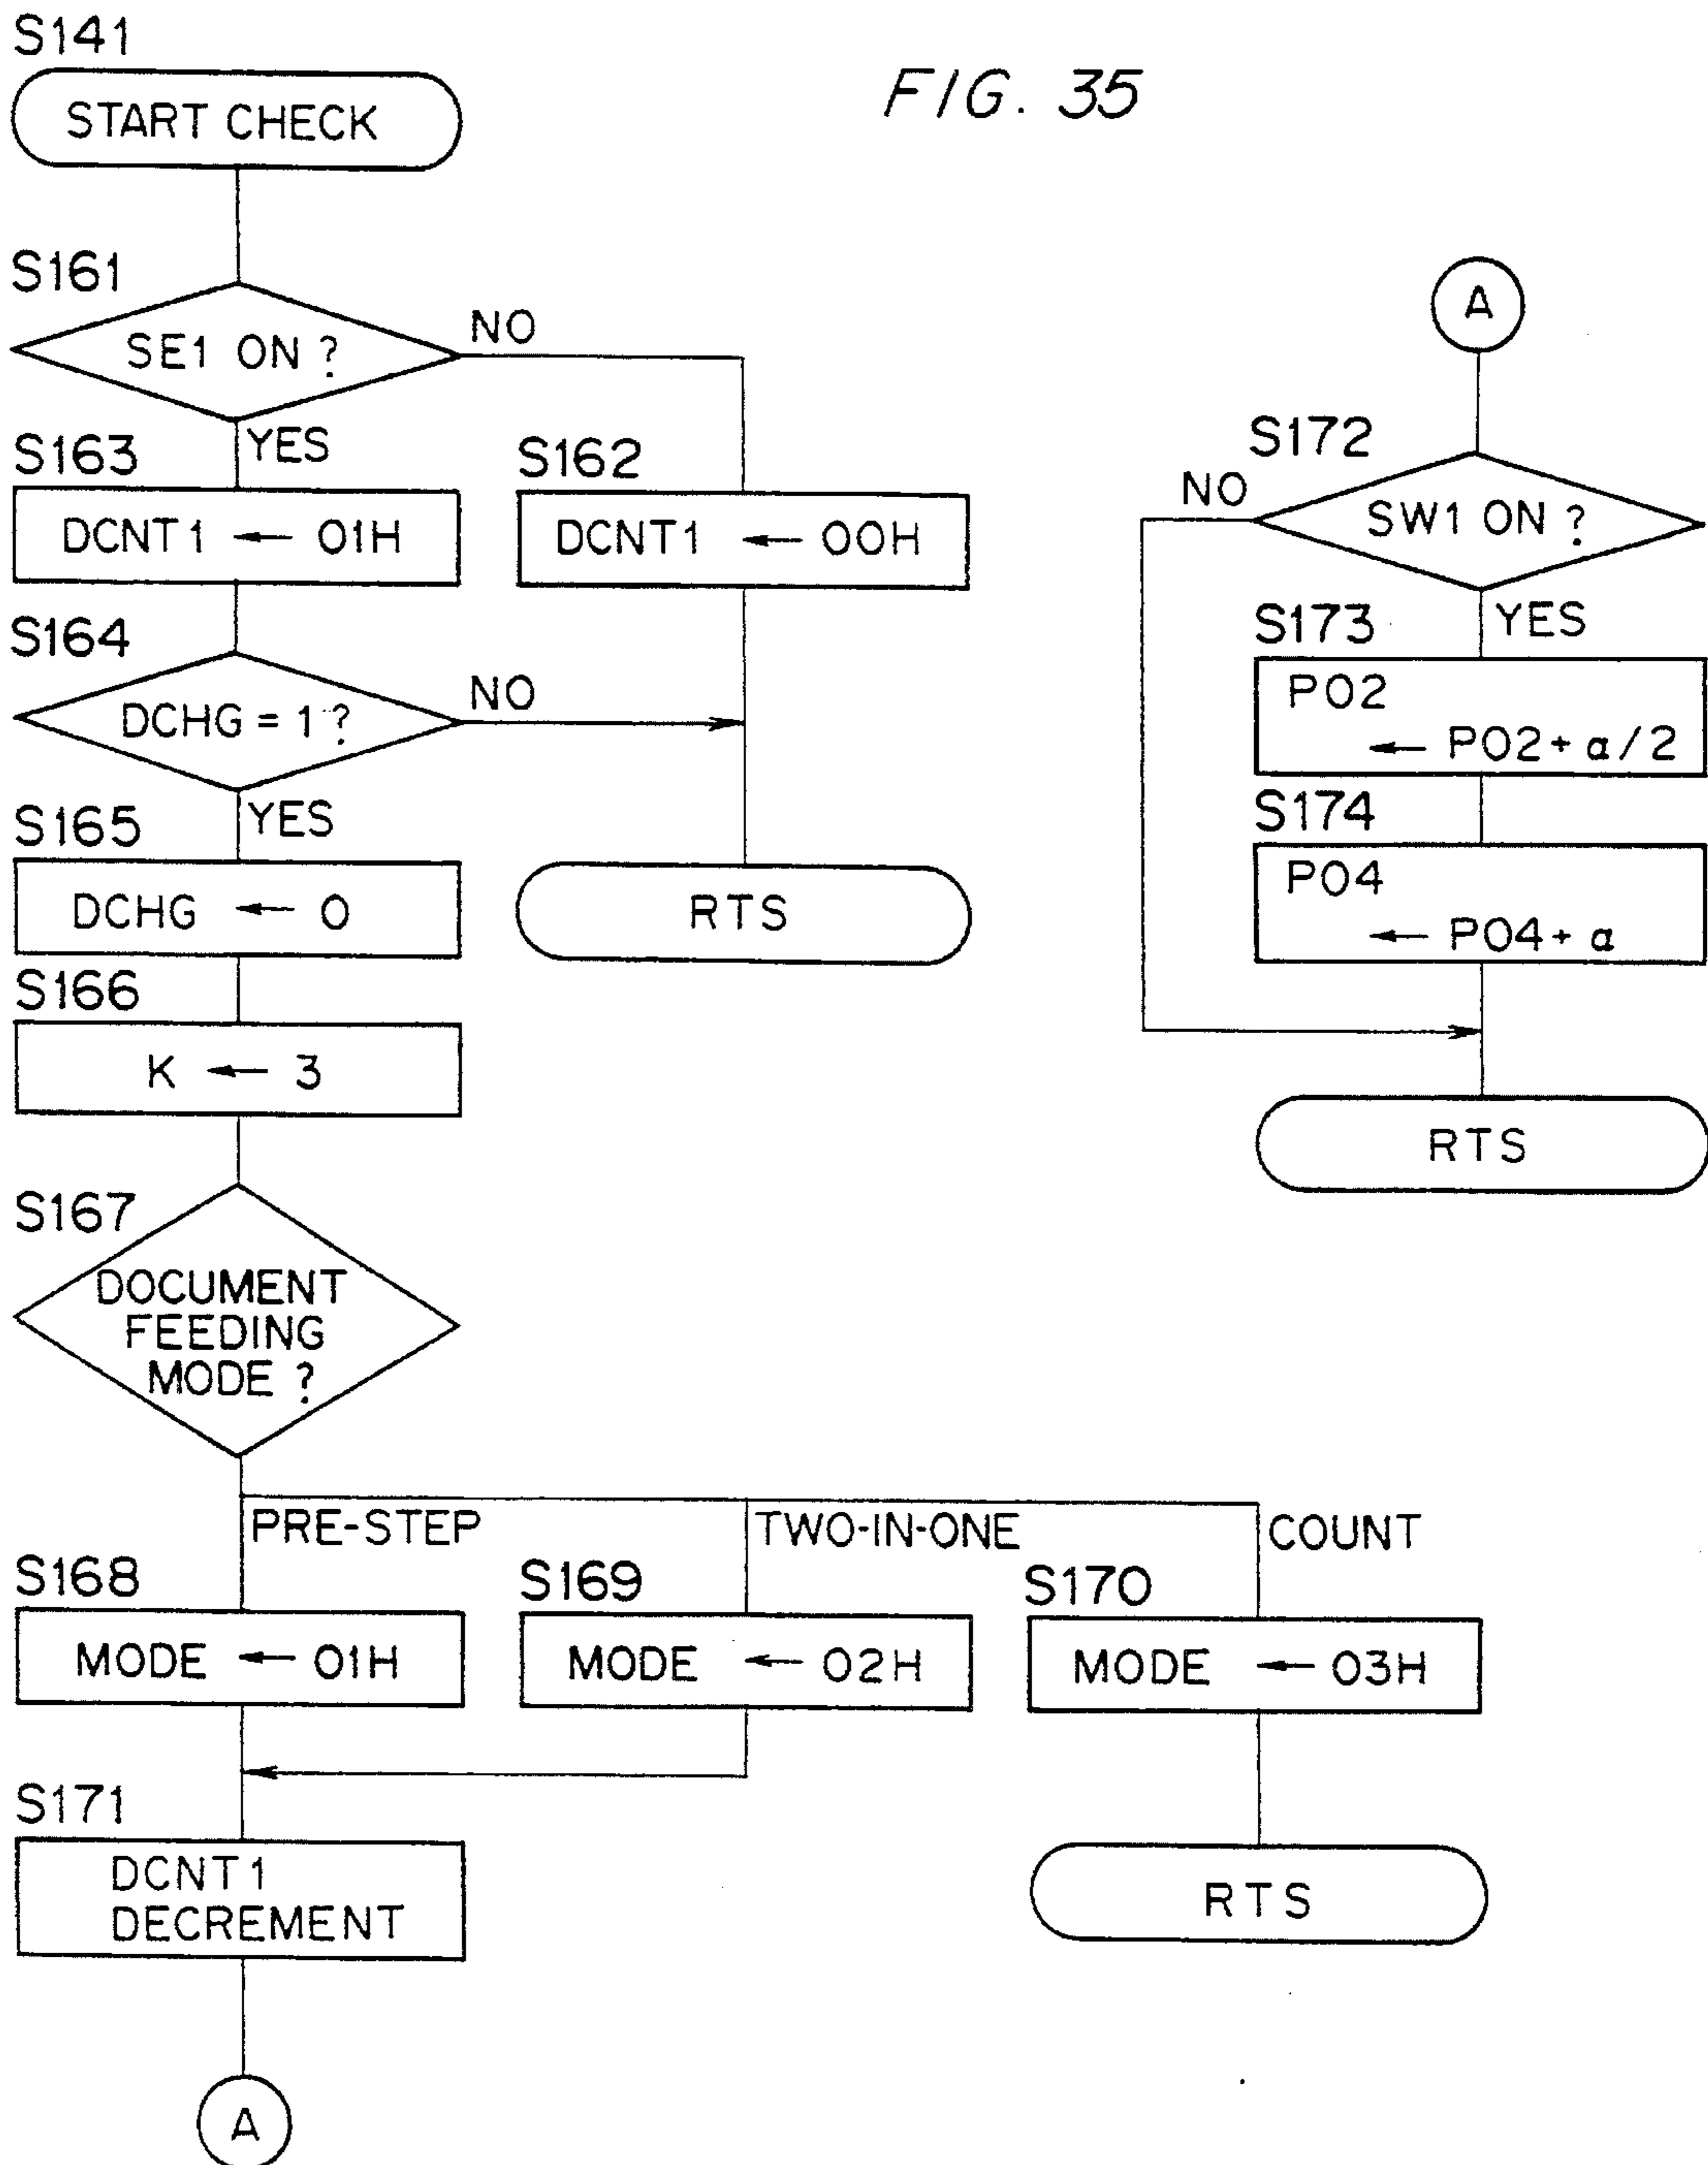 FIG. 35
S141
START CHECK
S161
SE1 ON ?
NO
YES
S163
DCNT1 ← 01H
S162
DCNT1 ← 00H
S164
DCHG = 1 ?
NO
YES
S165
DCHG ← 0
RTS
S166
K ← 3
S167
DOCUMENT
FEEDING
MODE ?
PRE-STEP
TWO-IN-ONE
COUNT
S168
MODE ← 01H
S169
MODE ← 02H
S170
MODE ← 03H
S171
DCNT1
DECREMENT
RTS
A
A
S172
SW1 ON ?
NO
YES
S173
P02
← P02 + α/2
S174
P04
← P04 + α
RTS